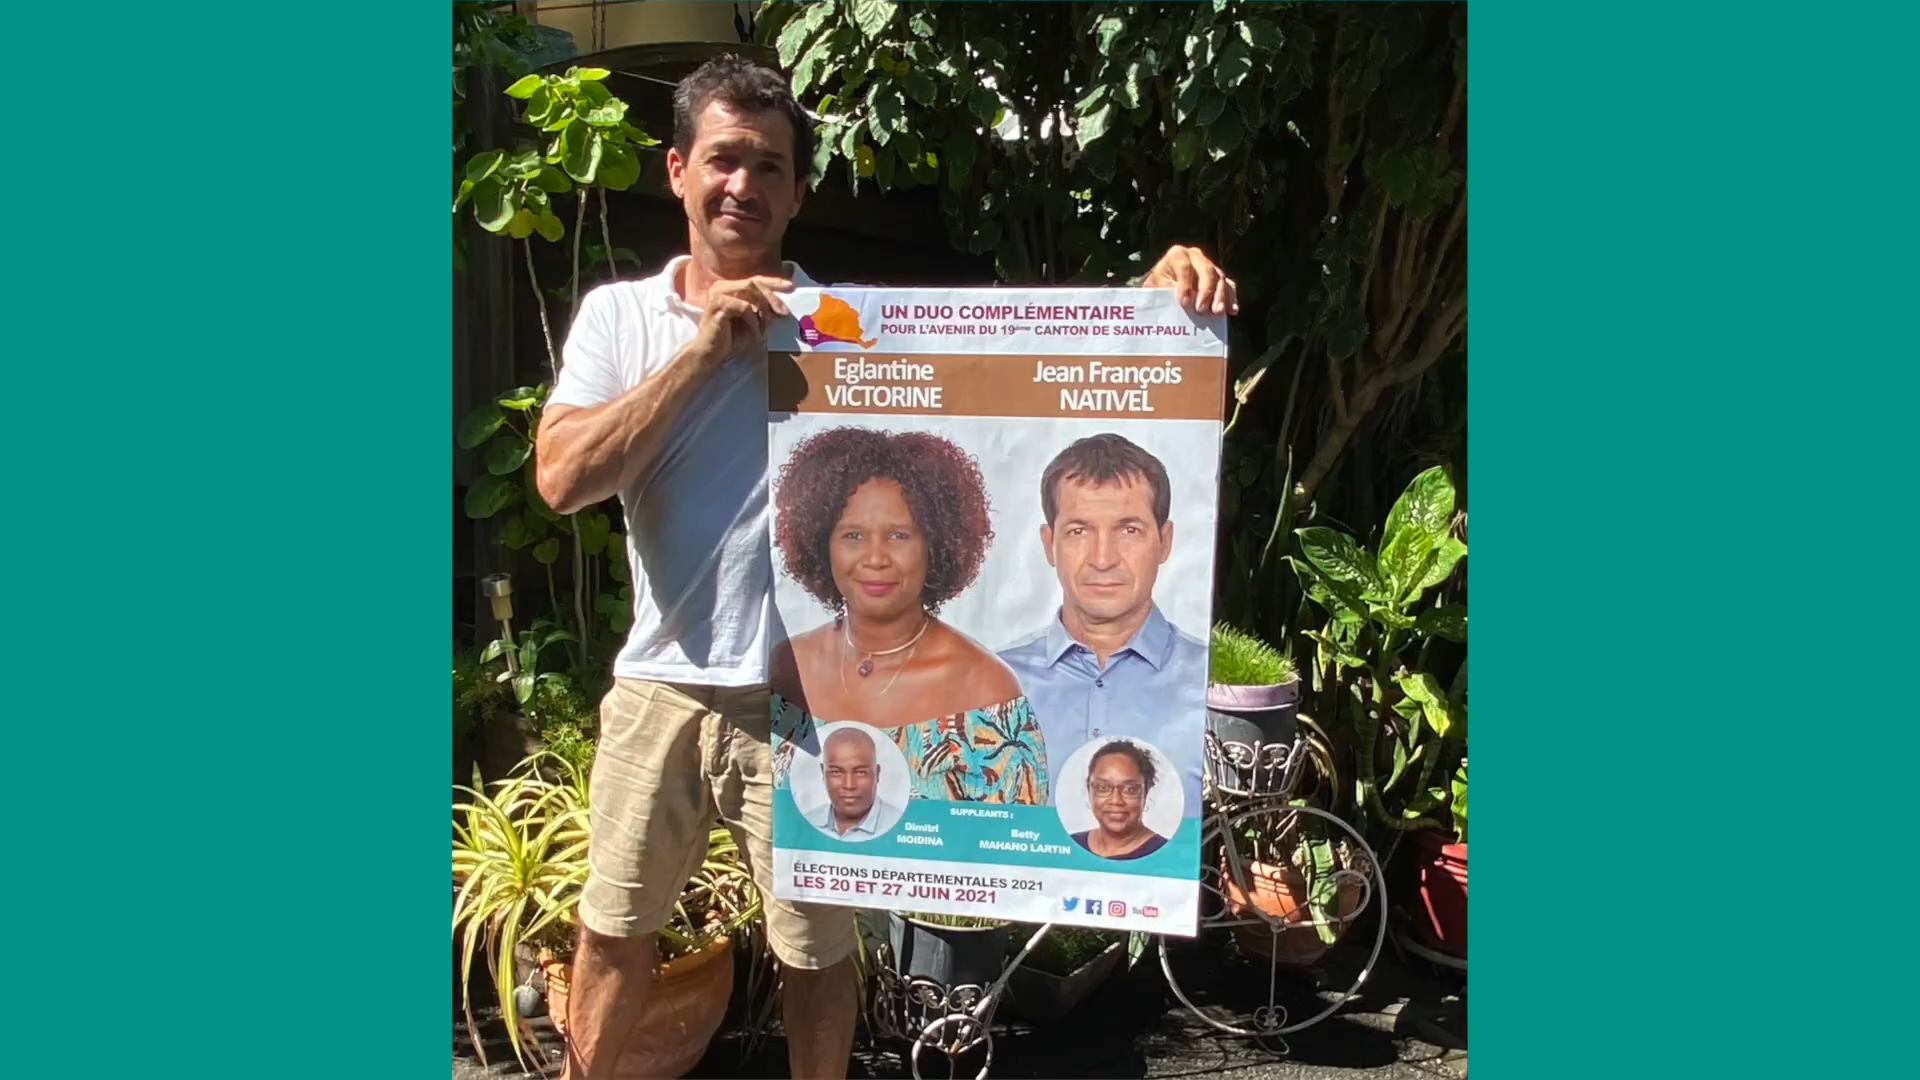 UN DUO COMPLÉMENTAIRE
POUR L'AVENIR DU 19ème CANTON DE SAINT-PAUL !
Eglantine
VICTORINE
Jean François
NATIVEL
SUPPLEANTS :
Dimitri
MOIDINA
Betty
MAHANO LARTIN
ÉLECTIONS DÉPARTEMENTALES 2021
LES 20 ET 27 JUIN 2021
YouTube